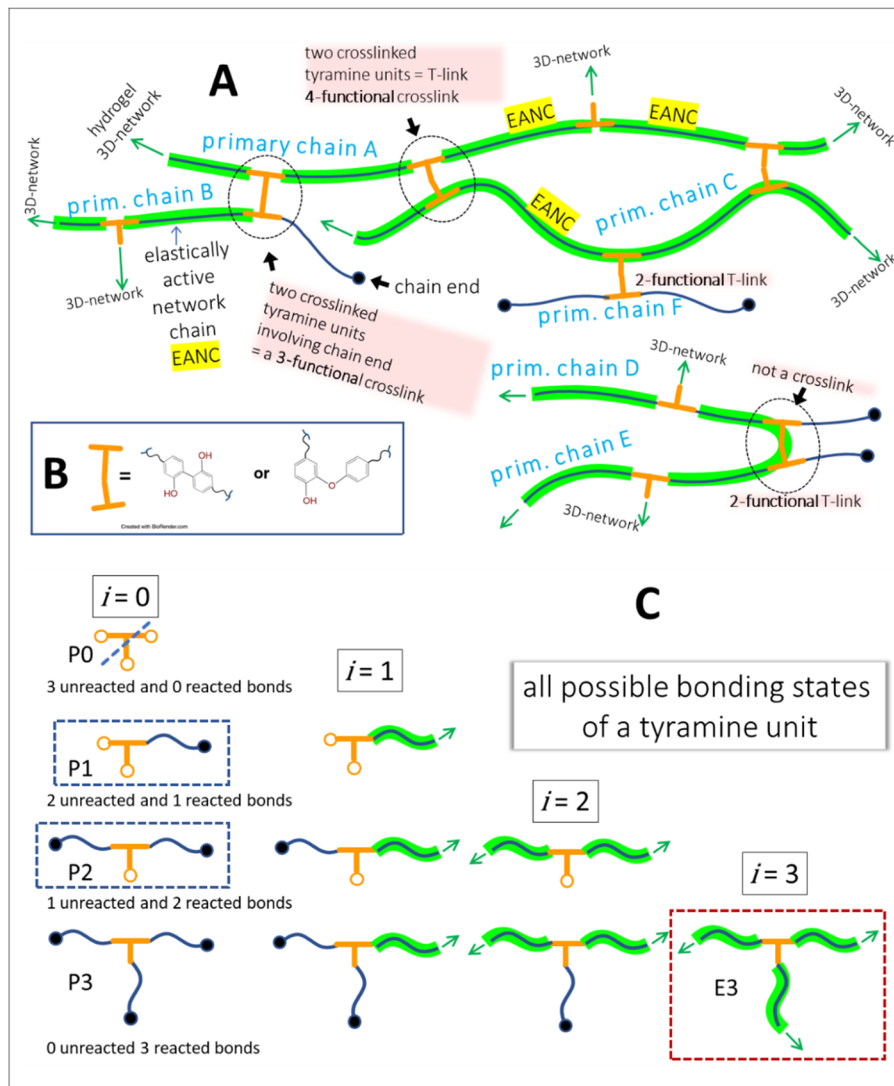 A
two crosslinked
tyramine units = T-link
4-functional crosslink
3D-network
hydrogel
3D-network
primary chain A
EANC
EANC
3D-network
3D-network
prim. chain B
prim. chain C
EANC
elastically
active
network
chain
EANC
3D-network
chain end
two crosslinked
tyramine units
involving chain end
= a 3-functional crosslink
2-functional T-link
3D-network
prim. chain F
3D-network
prim. chain D
not a crosslink
prim. chain E
3D-network
2-functional T-link
B
=
OH
HO
or
OH
O
Created with BioRender.com
C
i = 0
P0
3 unreacted and 0 reacted bonds
i = 1
all possible bonding states
of a tyramine unit
P1
2 unreacted and 1 reacted bonds
i = 2
P2
1 unreacted and 2 reacted bonds
i = 3
P3
E3
0 unreacted 3 reacted bonds